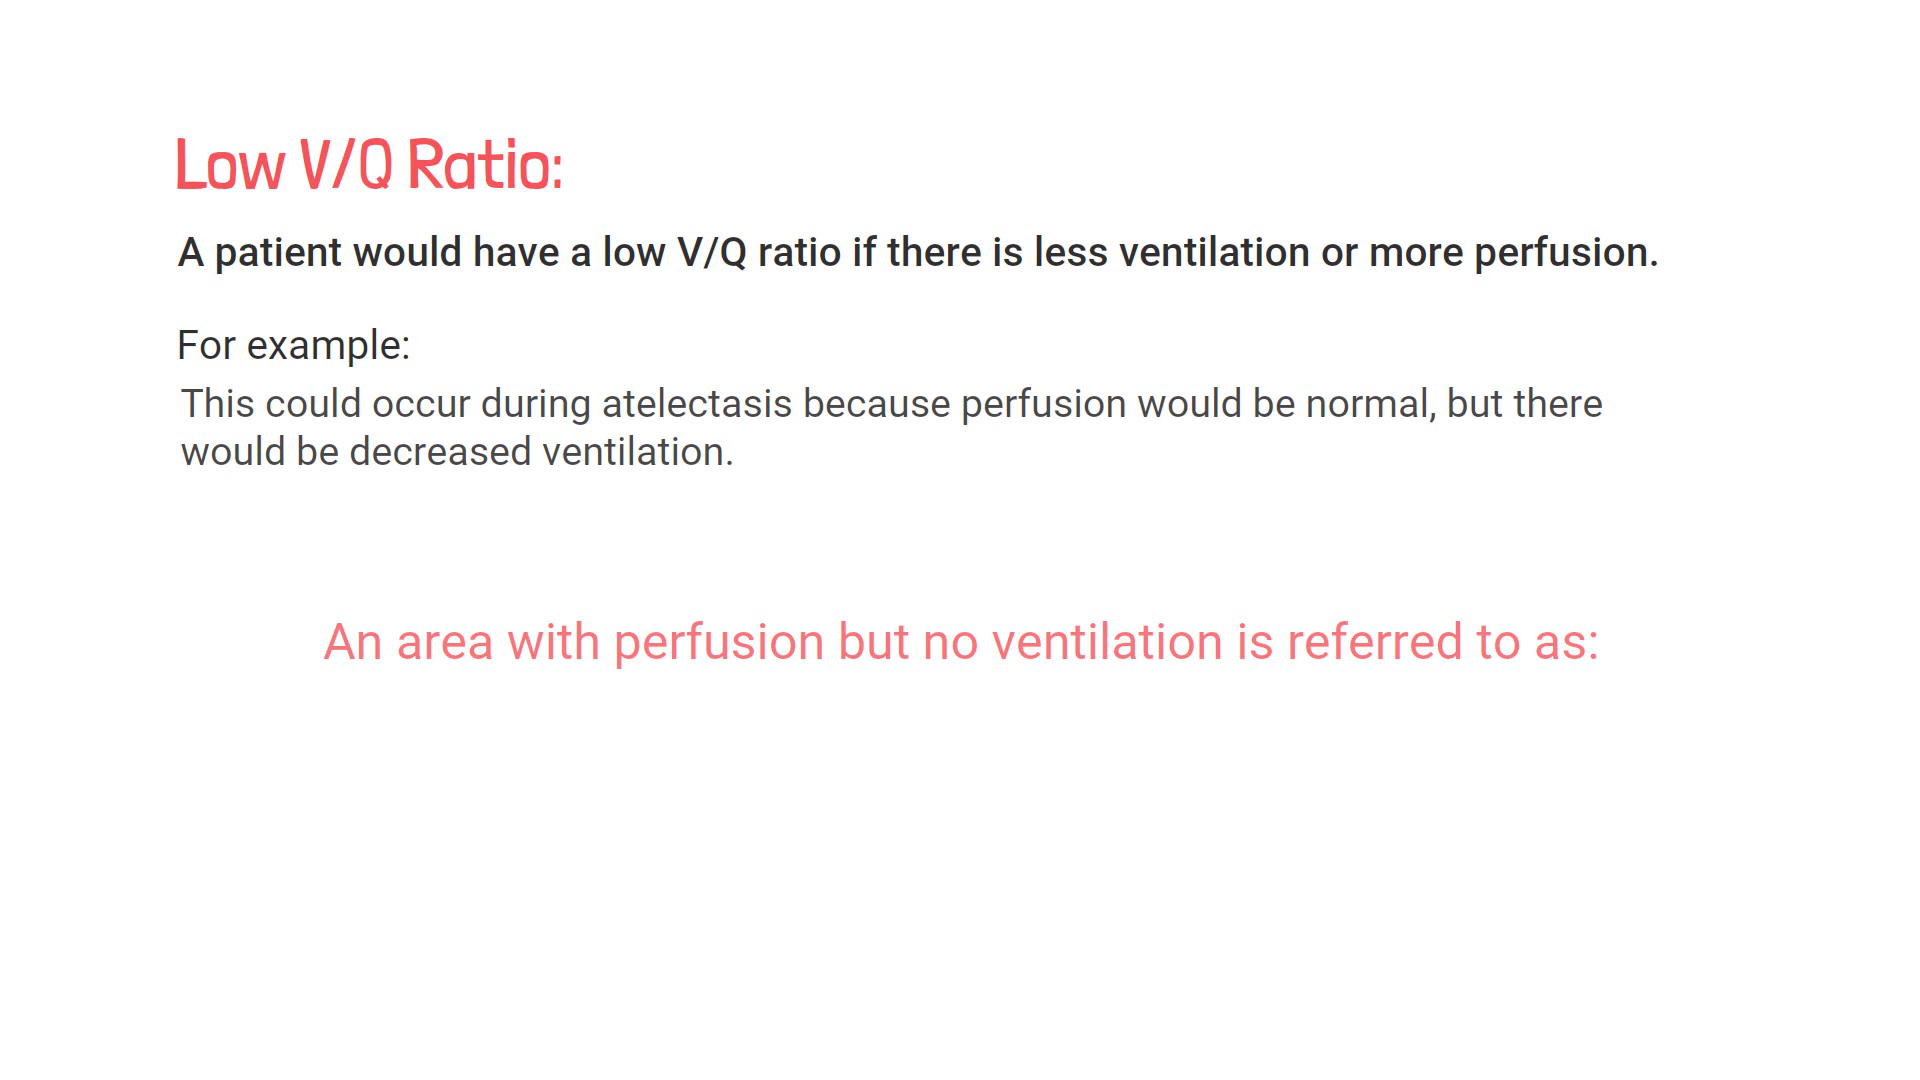 Low V/Q Ratio:
A patient would have a low V/Q ratio if there is less ventilation or more perfusion.
For example:
This could occur during atelectasis because perfusion would be normal, but there
would be decreased ventilation.
An area with perfusion but no ventilation is referred to as: